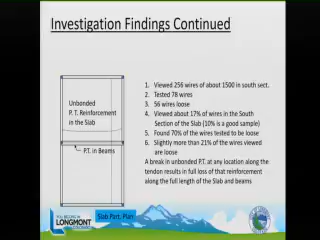 Investigation Findings Continued
Unbonded
P. T. Reinforcement
in the Slab
P.T. in Beams
1. Viewed 256 wires of about 1500 in south sect.
2. Tested 78 wires
3. 56 wires loose
4. Viewed about 17% of wires in the South
Section of the Slab (10% is a good sample)
5. Found 70% of the wires tested to be loose
6. Slightly more than 21% of the wires viewed
are loose
A break in unbonded P.T. at any location along the
tendon results in full loss of that reinforcement
along the full length of the Slab and beams
LONGMONT
COLORADO
Slab Part. Plan